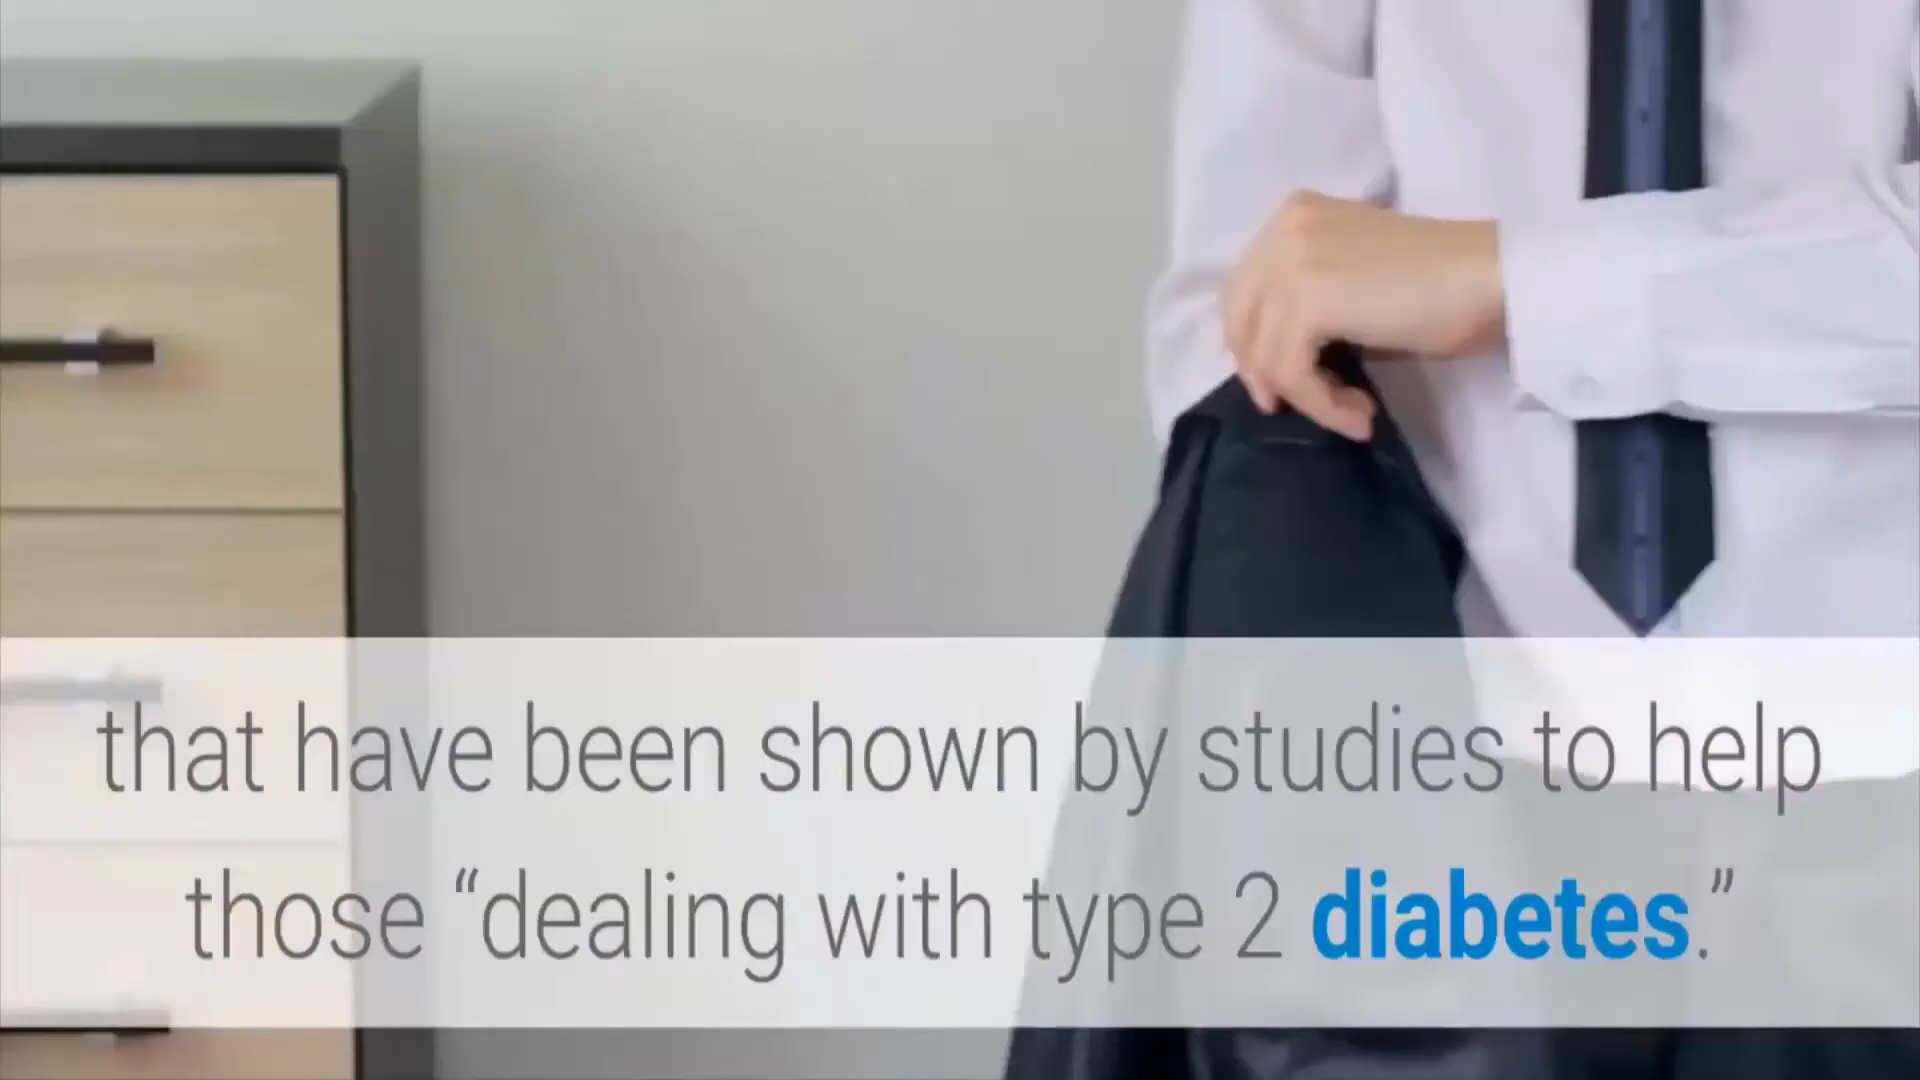 that have been shown by studies to help
those “dealing with type 2 diabetes.”